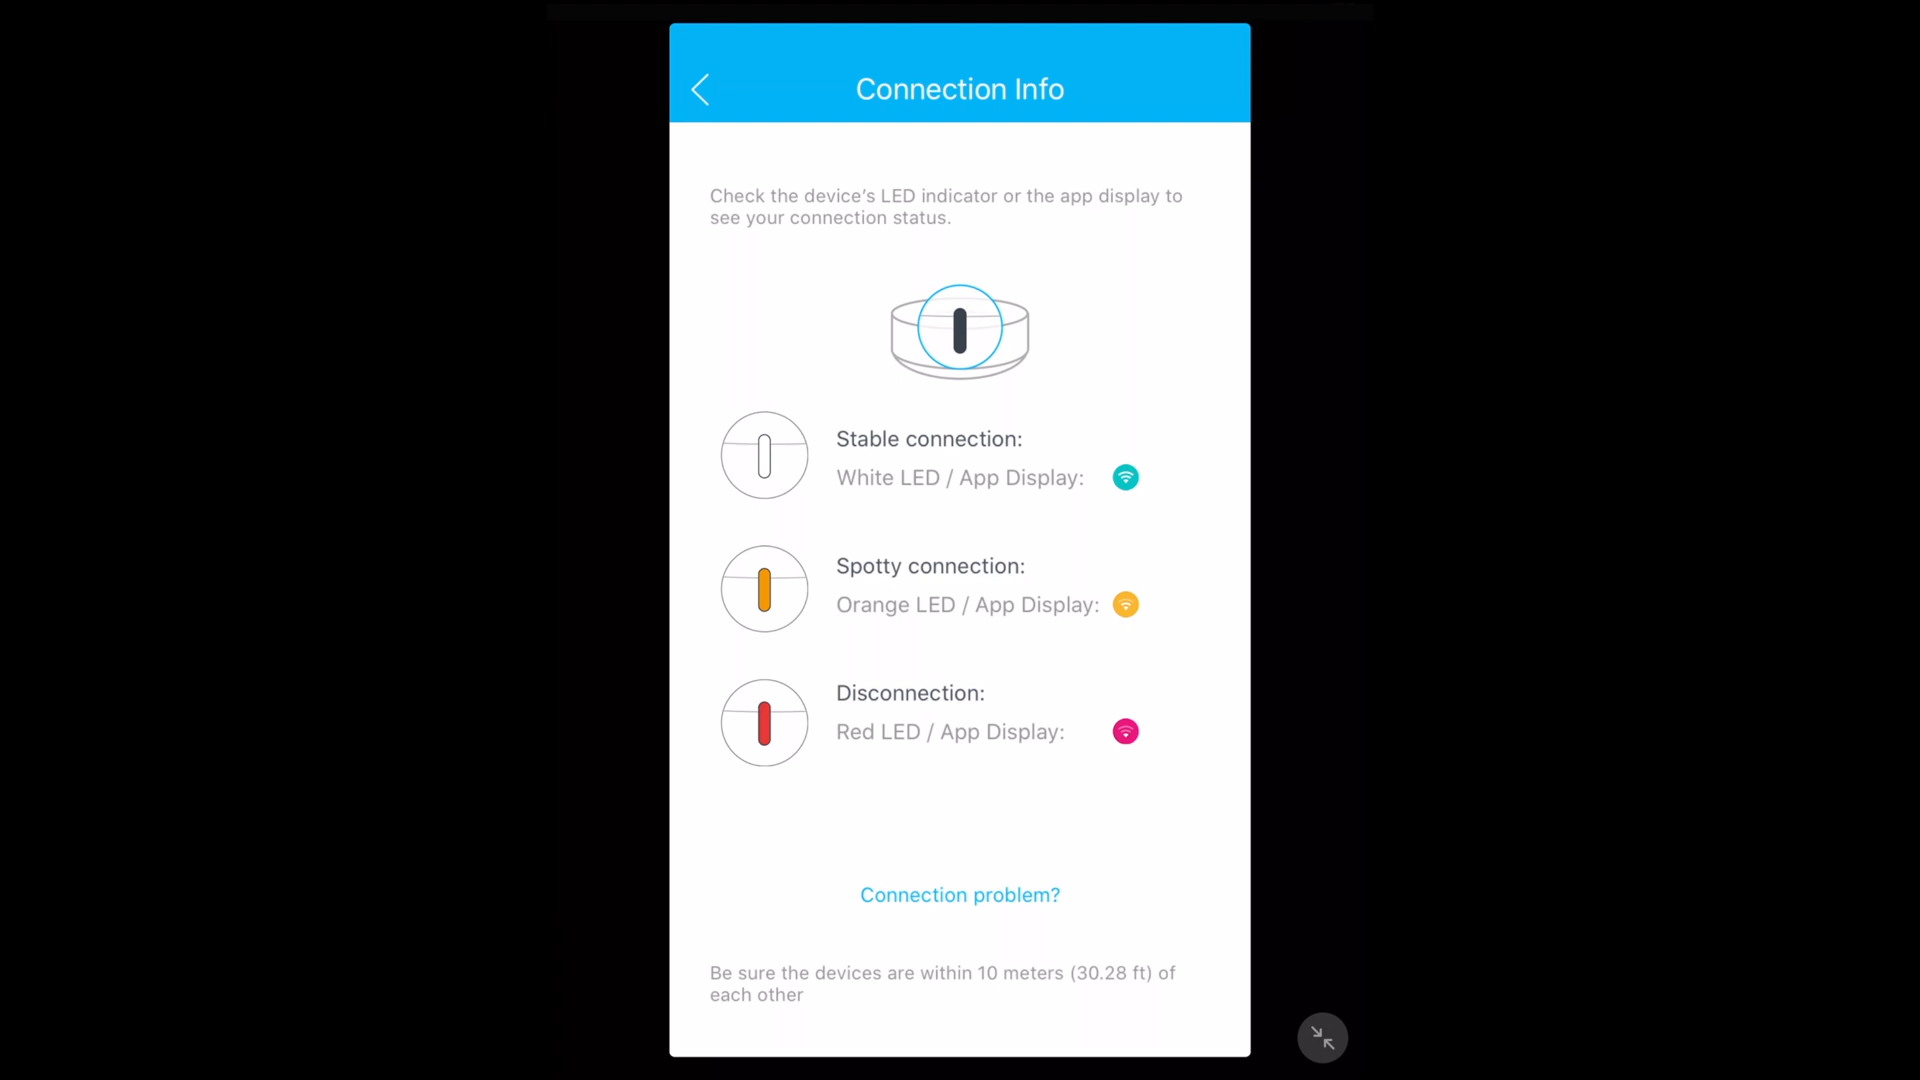 Connection Info
Check the device's LED indicator or the app display to
see your connection status.
Stable connection:
White LED / App Display:
Spotty connection:
Orange LED / App Display:
Disconnection:
Red LED / App Display:
Connection problem?
Be sure the devices are within 10 meters (30.28 ft) of
each other